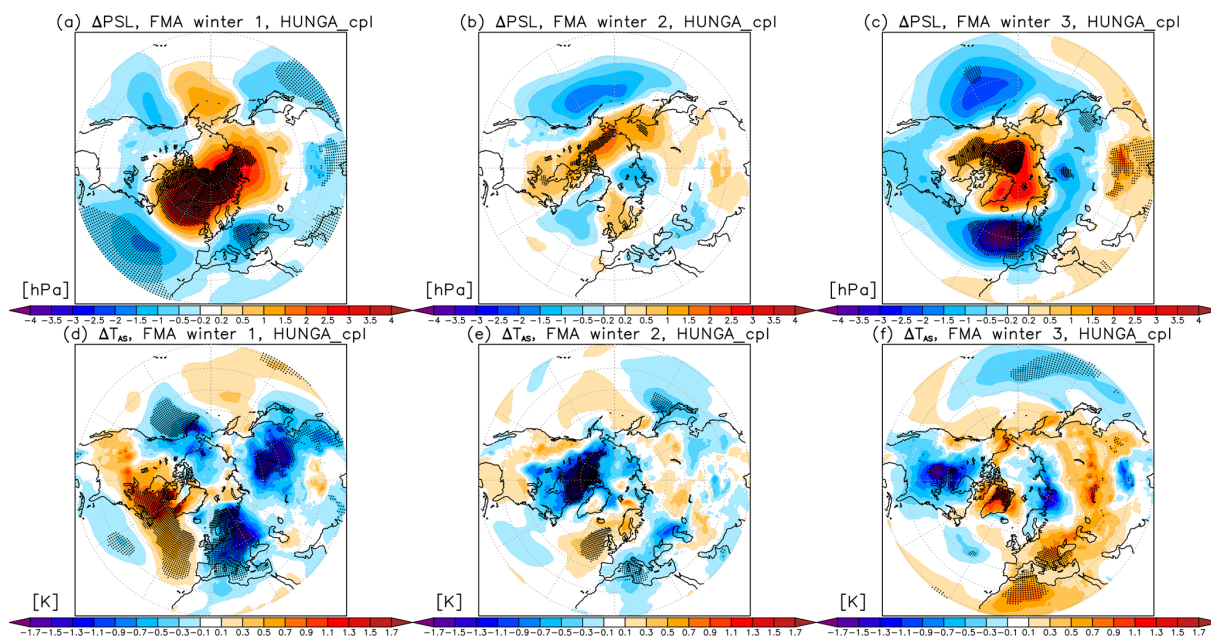 (a) ΔPSL, FMA winter 1, HUNGA_cpl
(b) ΔPSL, FMA winter 2, HUNGA_cpl
(c) ΔPSL, FMA winter 3, HUNGA_cpl
[hPa]
-4 -3.5 -3 -2.5 -2 -1.5 -1 -0.5 -0.2 0.2 0.5 1 1.5 2 2.5 3 3.5 4
[hPa]
-4 -3.5 -3 -2.5 -2 -1.5 -1 -0.5 -0.2 0.2 0.5 1 1.5 2 2.5 3 3.5 4
[hPa]
-4 -3.5 -3 -2.5 -2 -1.5 -1 -0.5 -0.2 0.2 0.5 1 1.5 2 2.5 3 3.5 4
(d) ΔTAS, FMA winter 1, HUNGA_cpl
(e) ΔTAS, FMA winter 2, HUNGA_cpl
(f) ΔTAS, FMA winter 3, HUNGA_cpl
[K]
-1.7 -1.5 -1.3 -1.1 -0.9 -0.7 -0.5 -0.3 -0.1 0.1 0.3 0.5 0.7 0.9 1.1 1.3 1.5 1.7
[K]
-1.7 -1.5 -1.3 -1.1 -0.9 -0.7 -0.5 -0.3 -0.1 0.1 0.3 0.5 0.7 0.9 1.1 1.3 1.5 1.7
[K]
-1.7 -1.5 -1.3 -1.1 -0.9 -0.7 -0.5 -0.3 -0.1 0.1 0.3 0.5 0.7 0.9 1.1 1.3 1.5 1.7